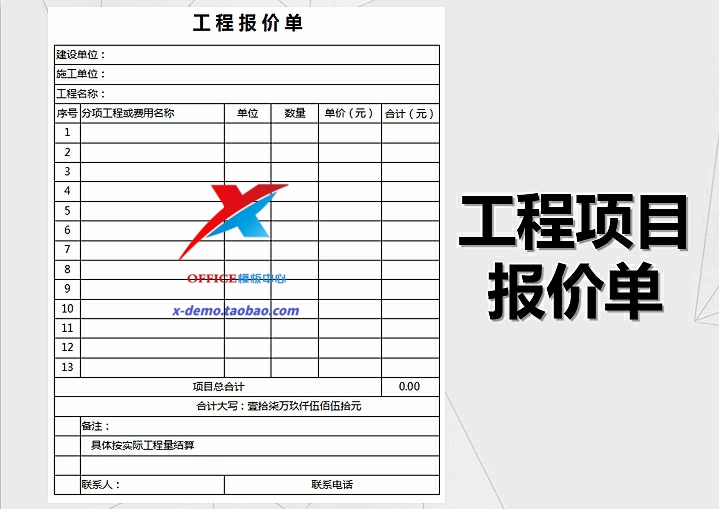 工程报价单
建设单位：
施工单位：
工程名称：
序号 分项工程或费用名称 单位 数量 单价（元） 合计（元）
1
2
3
4
5
6
7
8
9
10
11
12
13
项目总合计 0.00
合计大写：壹拾柒万玖仟伍佰伍拾元
备注：
具体按实际工程量结算
联系人： 联系电话
OFFICE模板中心
x-demo.taobao.com
工程项目
报价单